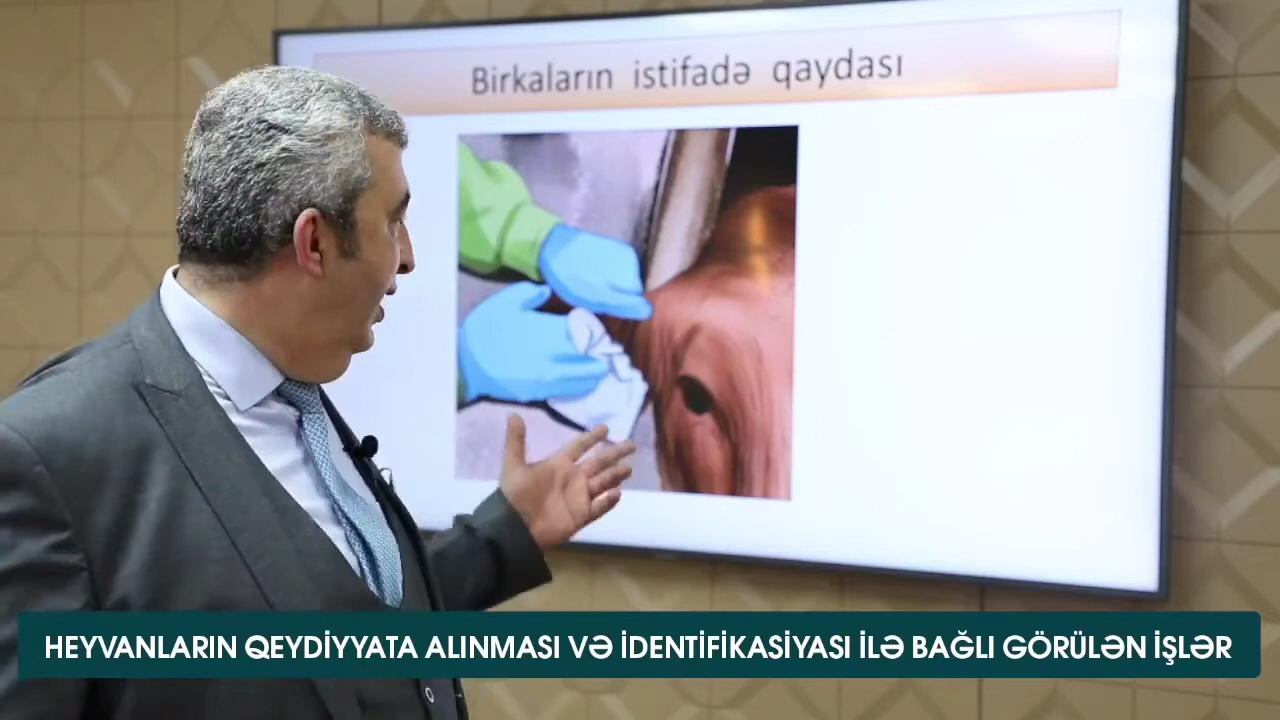 Birkaların istifadə qaydası
HEYVANLARIN QEYDİYYATA ALINMASI VƏ İDENTİFİKASİYASI İLƏ BAĞLI GÖRÜLƏN İŞLƏR